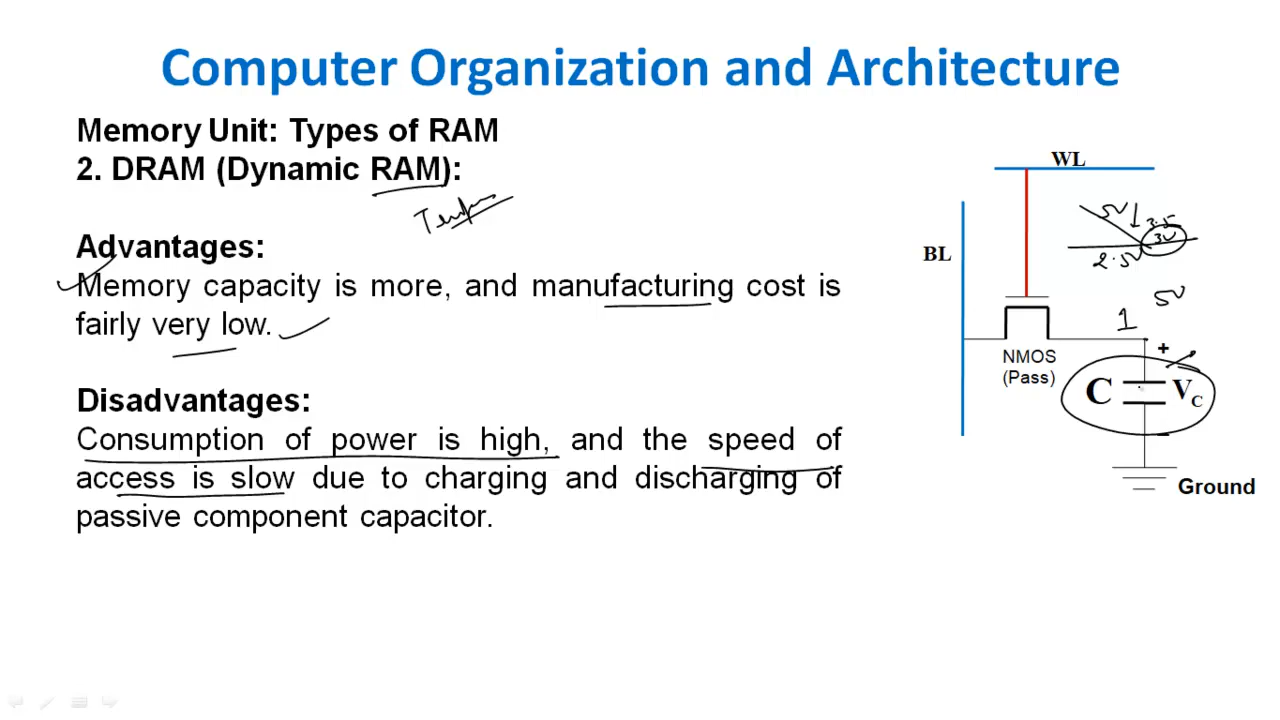 Computer Organization and Architecture
Memory Unit: Types of RAM
2. DRAM (Dynamic RAM):
Advantages:
Memory capacity is more, and manufacturing cost is
fairly very low.
Disadvantages:
Consumption of power is high, and the speed of
access is slow due to charging and discharging of
passive component capacitor.
WL
5V
3.5
3V
2.5V
BL
5V
1
+
NMOS
(Pass)
C
VC
Ground